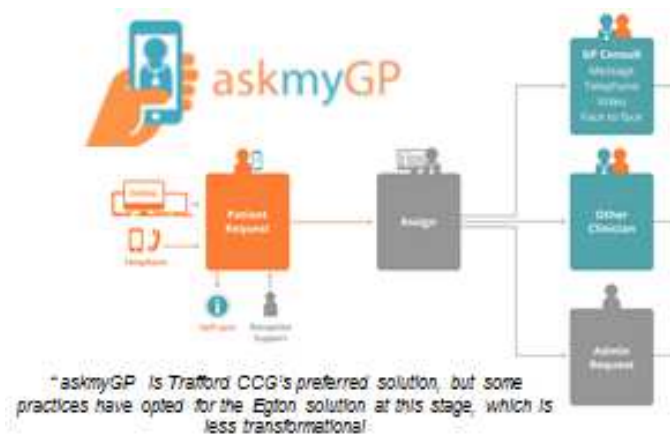 askmyGP
GP Consult
Message
Telephone
Video
Face to face
Patient
Request
Assign
Other
Clinician
Telephone
Self care
Reception
Support
Admin
Request
"askmyGP is Trafford CCG's preferred solution, but some
practices have opted for the Egton solution at this stage, which is
less transformational